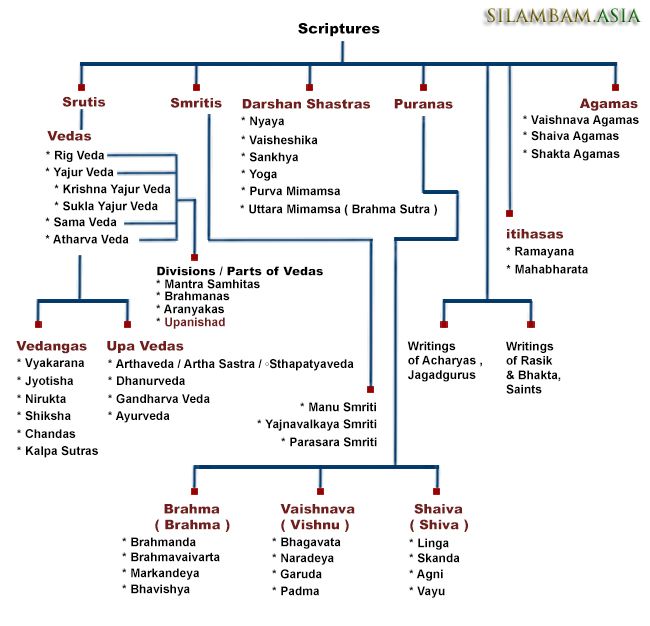 SILAMBAM.ASIA
Scriptures
Srutis
Smritis
Darshan Shastras
Puranas
Agamas
* Nyaya
* Vaisheshika
* Sankhya
* Yoga
* Purva Mimamsa
* Uttara Mimamsa ( Brahma Sutra )
* Vaishnava Agamas
* Shaiva Agamas
* Shakta Agamas
Vedas
* Rig Veda
* Yajur Veda
* Krishna Yajur Veda
* Sukla Yajur Veda
* Sama Veda
* Atharva Veda
itihasas
* Ramayana
* Mahabharata
Divisions / Parts of Vedas
* Mantra Samhitas
* Brahmanas
* Aranyakas
* Upanishad
Vedangas
* Vyakarana
* Jyotisha
* Nirukta
* Shiksha
* Chandas
* Kalpa Sutras
Upa Vedas
* Arthaveda / Artha Sastra / ◦Sthapatyaveda
* Dhanurveda
* Gandharva Veda
* Ayurveda
Writings
of Acharyas ,
Jagadgurus
Writings
of Rasik
& Bhakta,
Saints
* Manu Smriti
* Yajnavalkaya Smriti
* Parasara Smriti
Brahma
( Brahma )
* Brahmanda
* Brahmavaivarta
* Markandeya
* Bhavishya
Vaishnava
( Vishnu )
* Bhagavata
* Naradeya
* Garuda
* Padma
Shaiva
( Shiva )
* Linga
* Skanda
* Agni
* Vayu